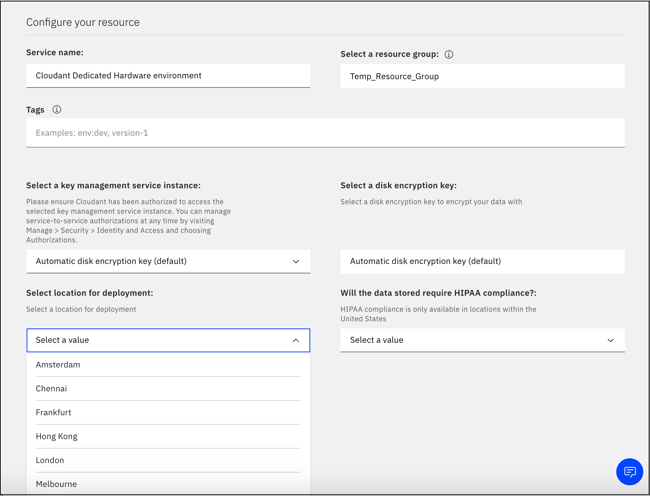 Configure your resource
Service name:
Cloudant Dedicated Hardware environment
Select a resource group:
Temp_Resource_Group
Tags
Examples: env:dev, version-1
Select a key management service instance:
Please ensure Cloudant has been authorized to access the
selected key management service instance. You can manage
service-to-service authorizations at any time by visiting
Manage > Security > Identity and Access and choosing
Authorizations.
Automatic disk encryption key (default)
Select a disk encryption key:
Select a disk encryption key to encrypt your data with
Automatic disk encryption key (default)
Select location for deployment:
Select a location for deployment
Select a value
Amsterdam
Chennai
Frankfurt
Hong Kong
London
Melbourne
Will the data stored require HIPAA compliance?:
HIPAA compliance is only available in locations within the
United States
Select a value